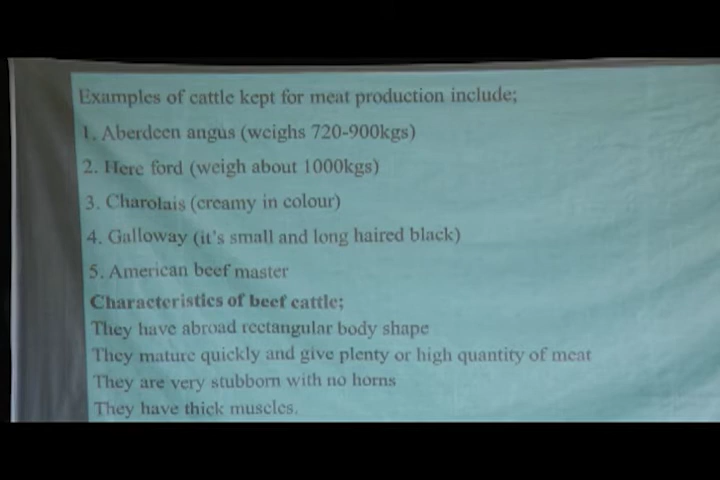 Examples of cattle kept for meat production include;
1. Aberdeen angus (weighs 720-900kgs)
2. Here ford (weigh about 1000kgs)
3. Charolais (creamy in colour)
4. Galloway (it's small and long haired black)
5. American beef master
Characteristics of beef cattle;
They have abroad rectangular body shape
They mature quickly and give plenty or high quantity of meat
They are very stubborn with no horns
They have thick muscles.